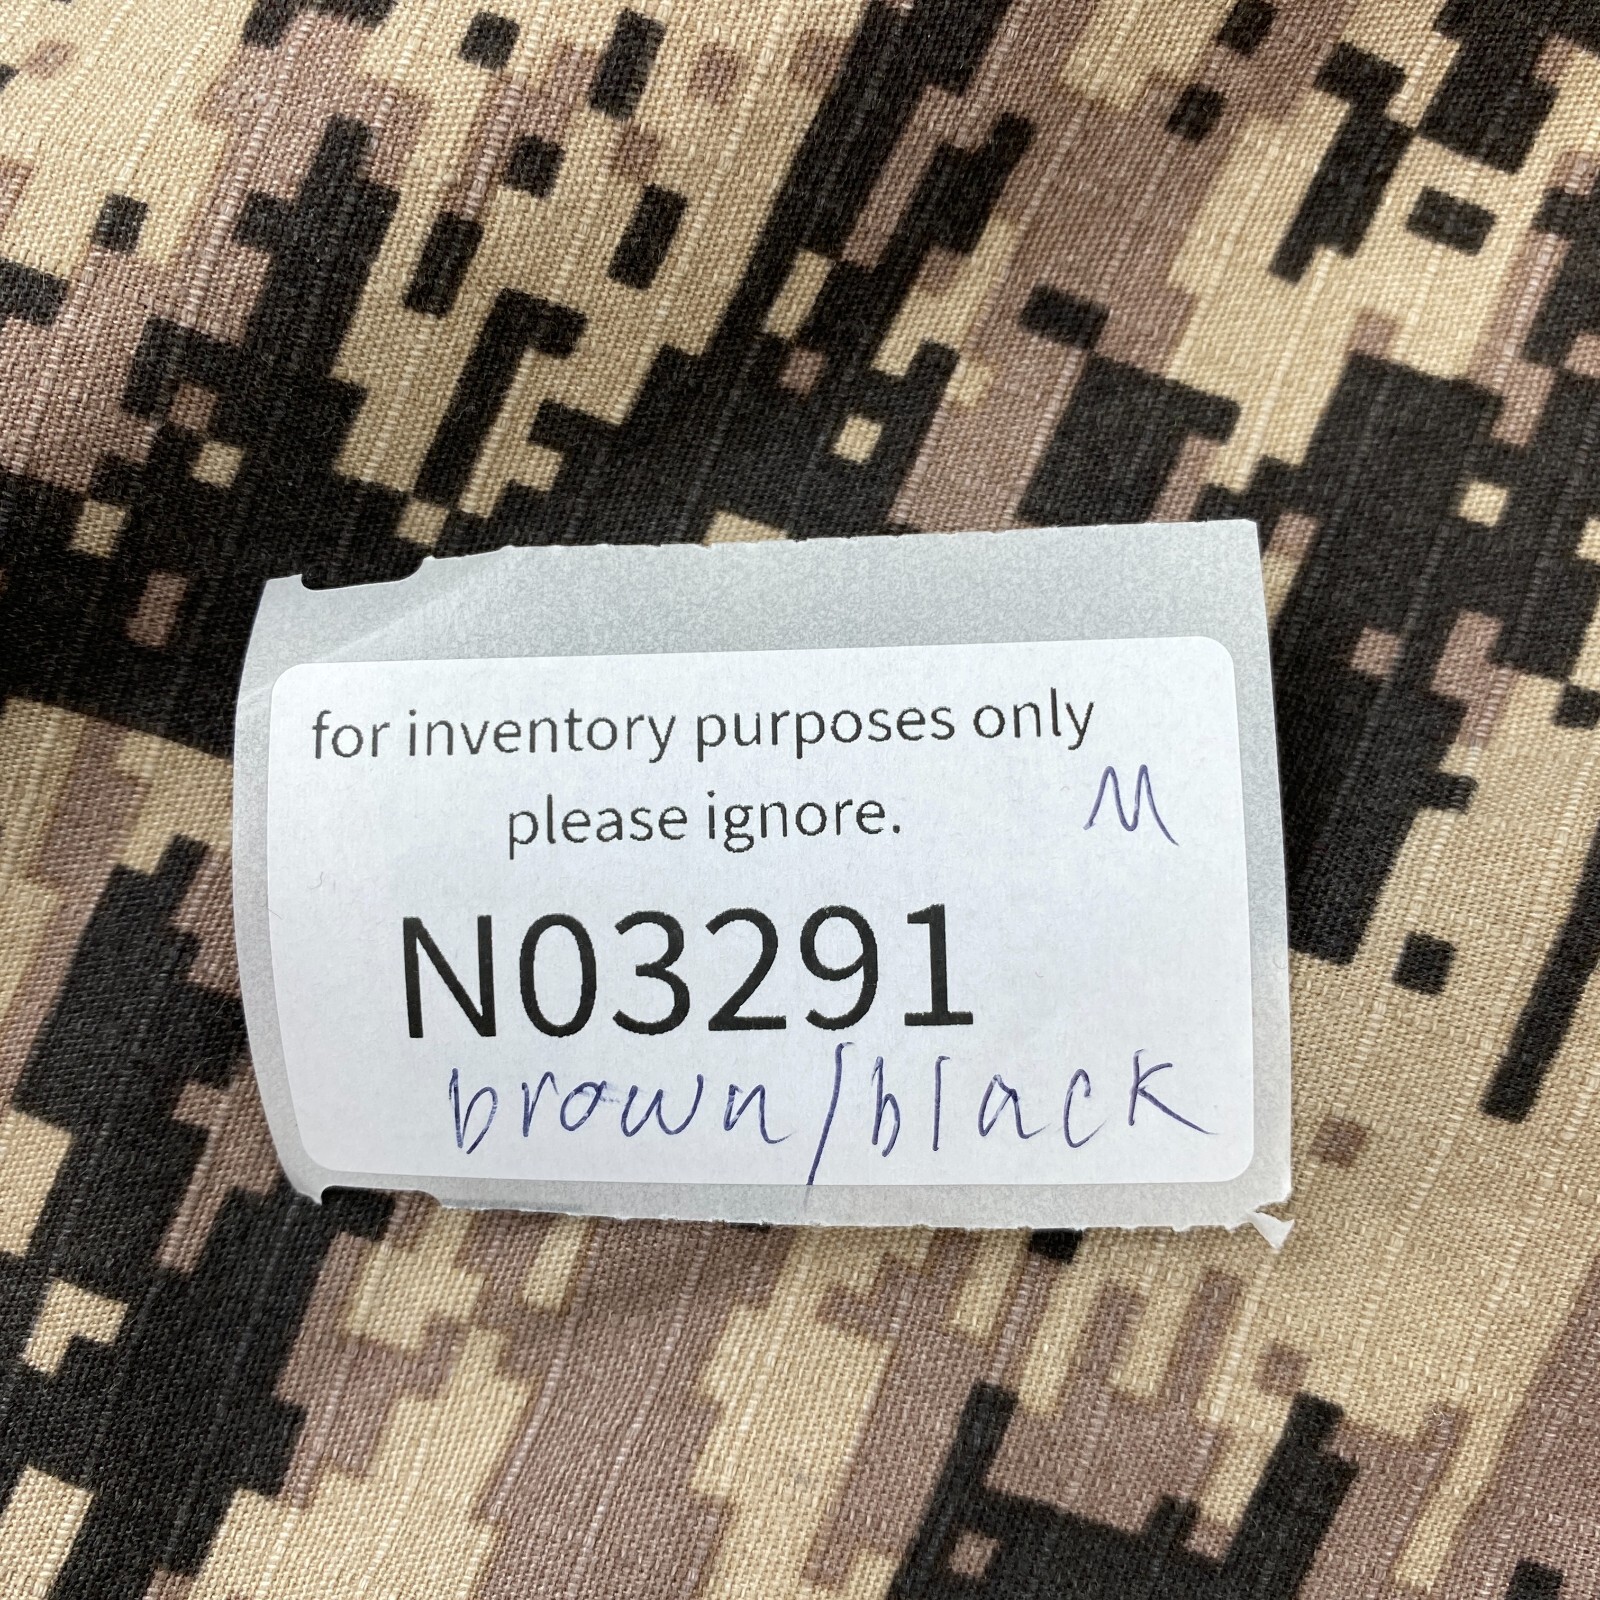 for inventory purposes only
please ignore.
M
N03291
brown/black